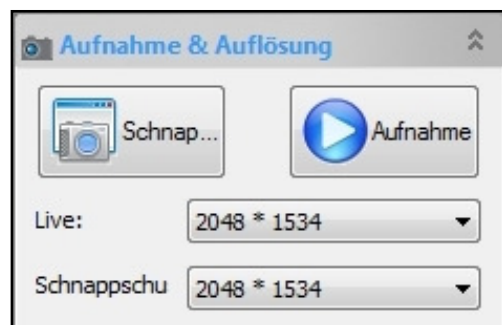 Aufnahme & Auflösung
Schnap... Aufnahme
Live: 2048 * 1534
Schnappschu 2048 * 1534